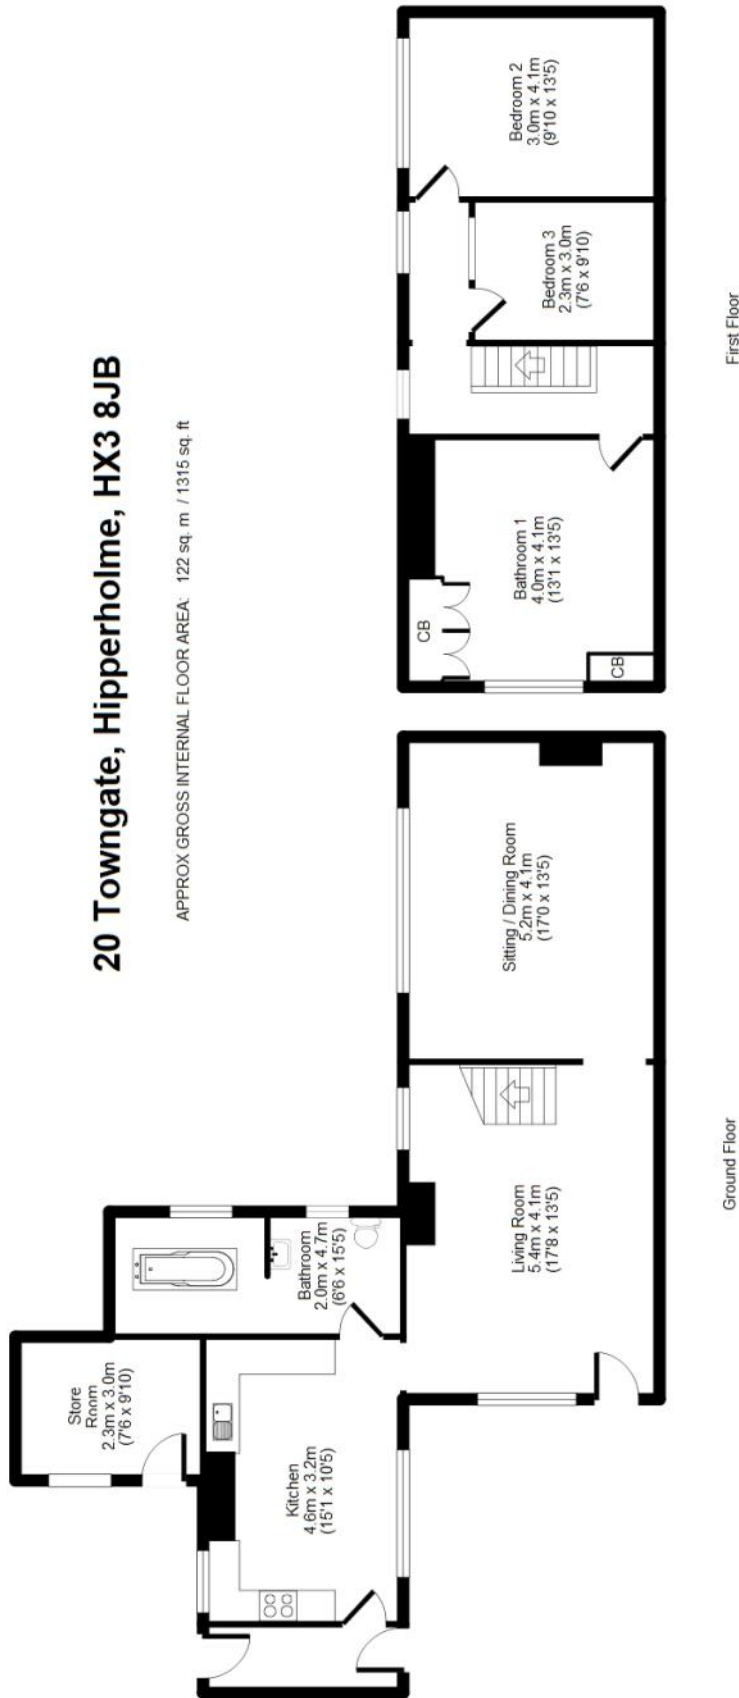 20 Towngate, Hipperholme, HX3 8JB
APPROX GROSS INTERNAL FLOOR AREA: 122 sq. m / 1315 sq. ft
Store
Room
2.3m x 3.0m
(7'6 x 9'10)
Kitchen
4.6m x 3.2m
(15'1 x 10'5)
Bathroom
2.0m x 4.7m
(6'6 x 15'5)
Living Room
5.4m x 4.1m
(17'8 x 13'5)
Sitting / Dining Room
5.2m x 4.1m
(17'0 x 13'5)
Ground Floor
CB
CB
Bathroom 1
4.0m x 4.1m
(13'1 x 13'5)
Bedroom 3
2.3m x 3.0m
(7'6 x 9'10)
Bedroom 2
3.0m x 4.1m
(9'10 x 13'5)
First Floor